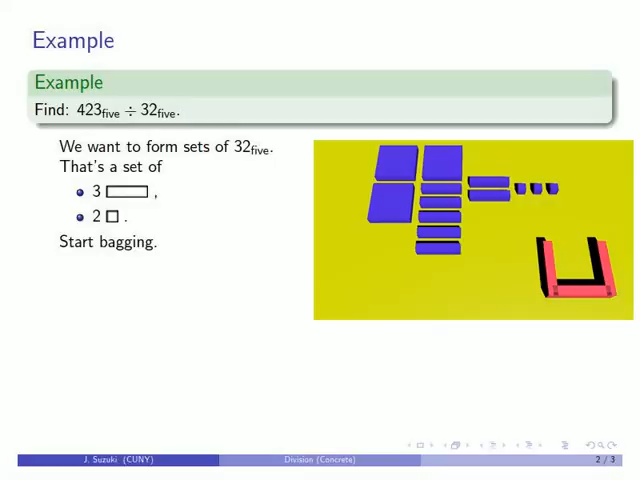 Example
Example
Find: 423five ÷ 32five.
We want to form sets of 32five.
That's a set of
3 ,
2 .
Start bagging.
J. Suzuki (CUNY)
Division (Concrete)
2 / 3